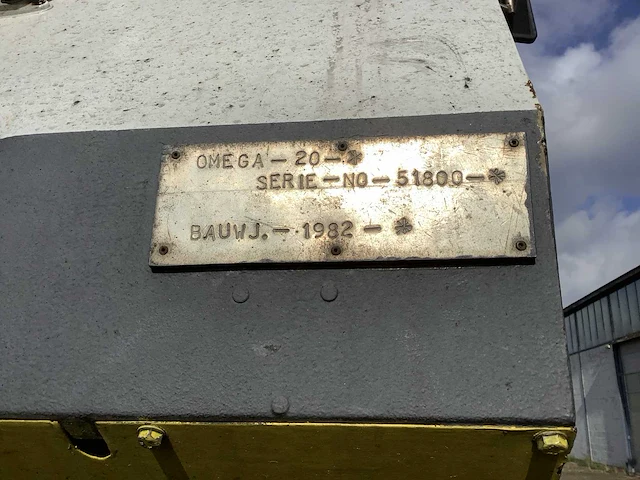 OMEGA - 20 - *
SERIE - NO - 51800 - *
BAUWJ. - 1982 - *